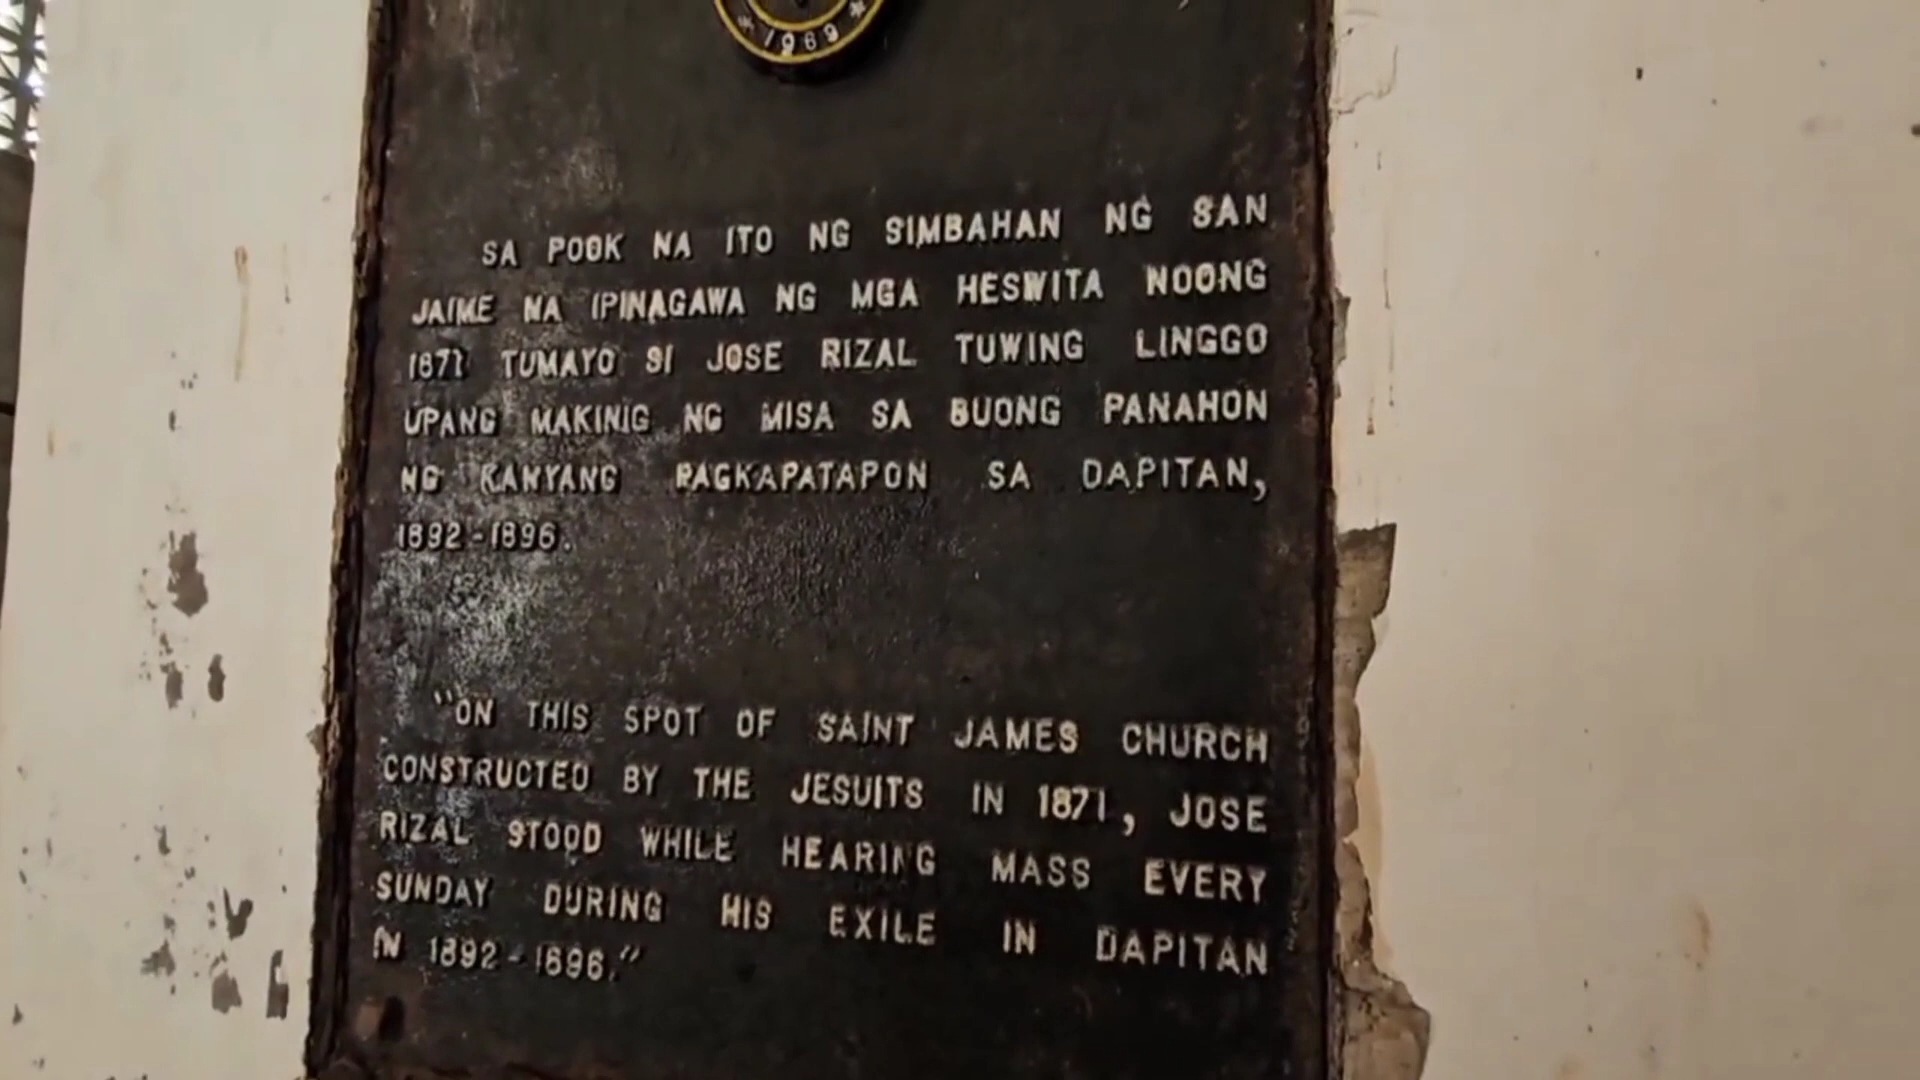 * 1969 *
SA POOK NA ITO NG SIMBAHAN NG SAN
JAIME NA IPINAGAWA NG MGA HESWITA NOONG
1871 TUMAYO SI JOSE RIZAL TUWING LINGGO
UPANG MAKINIG NG MISA SA BUONG PANAHON
NG KANYANG PAGKAPATAPON SA DAPITAN,
1892-1896.
"ON THIS SPOT OF SAINT JAMES CHURCH
CONSTRUCTED BY THE JESUITS IN 1871, JOSE
RIZAL STOOD WHILE HEARING MASS EVERY
SUNDAY DURING HIS EXILE IN DAPITAN
IN 1892-1896."